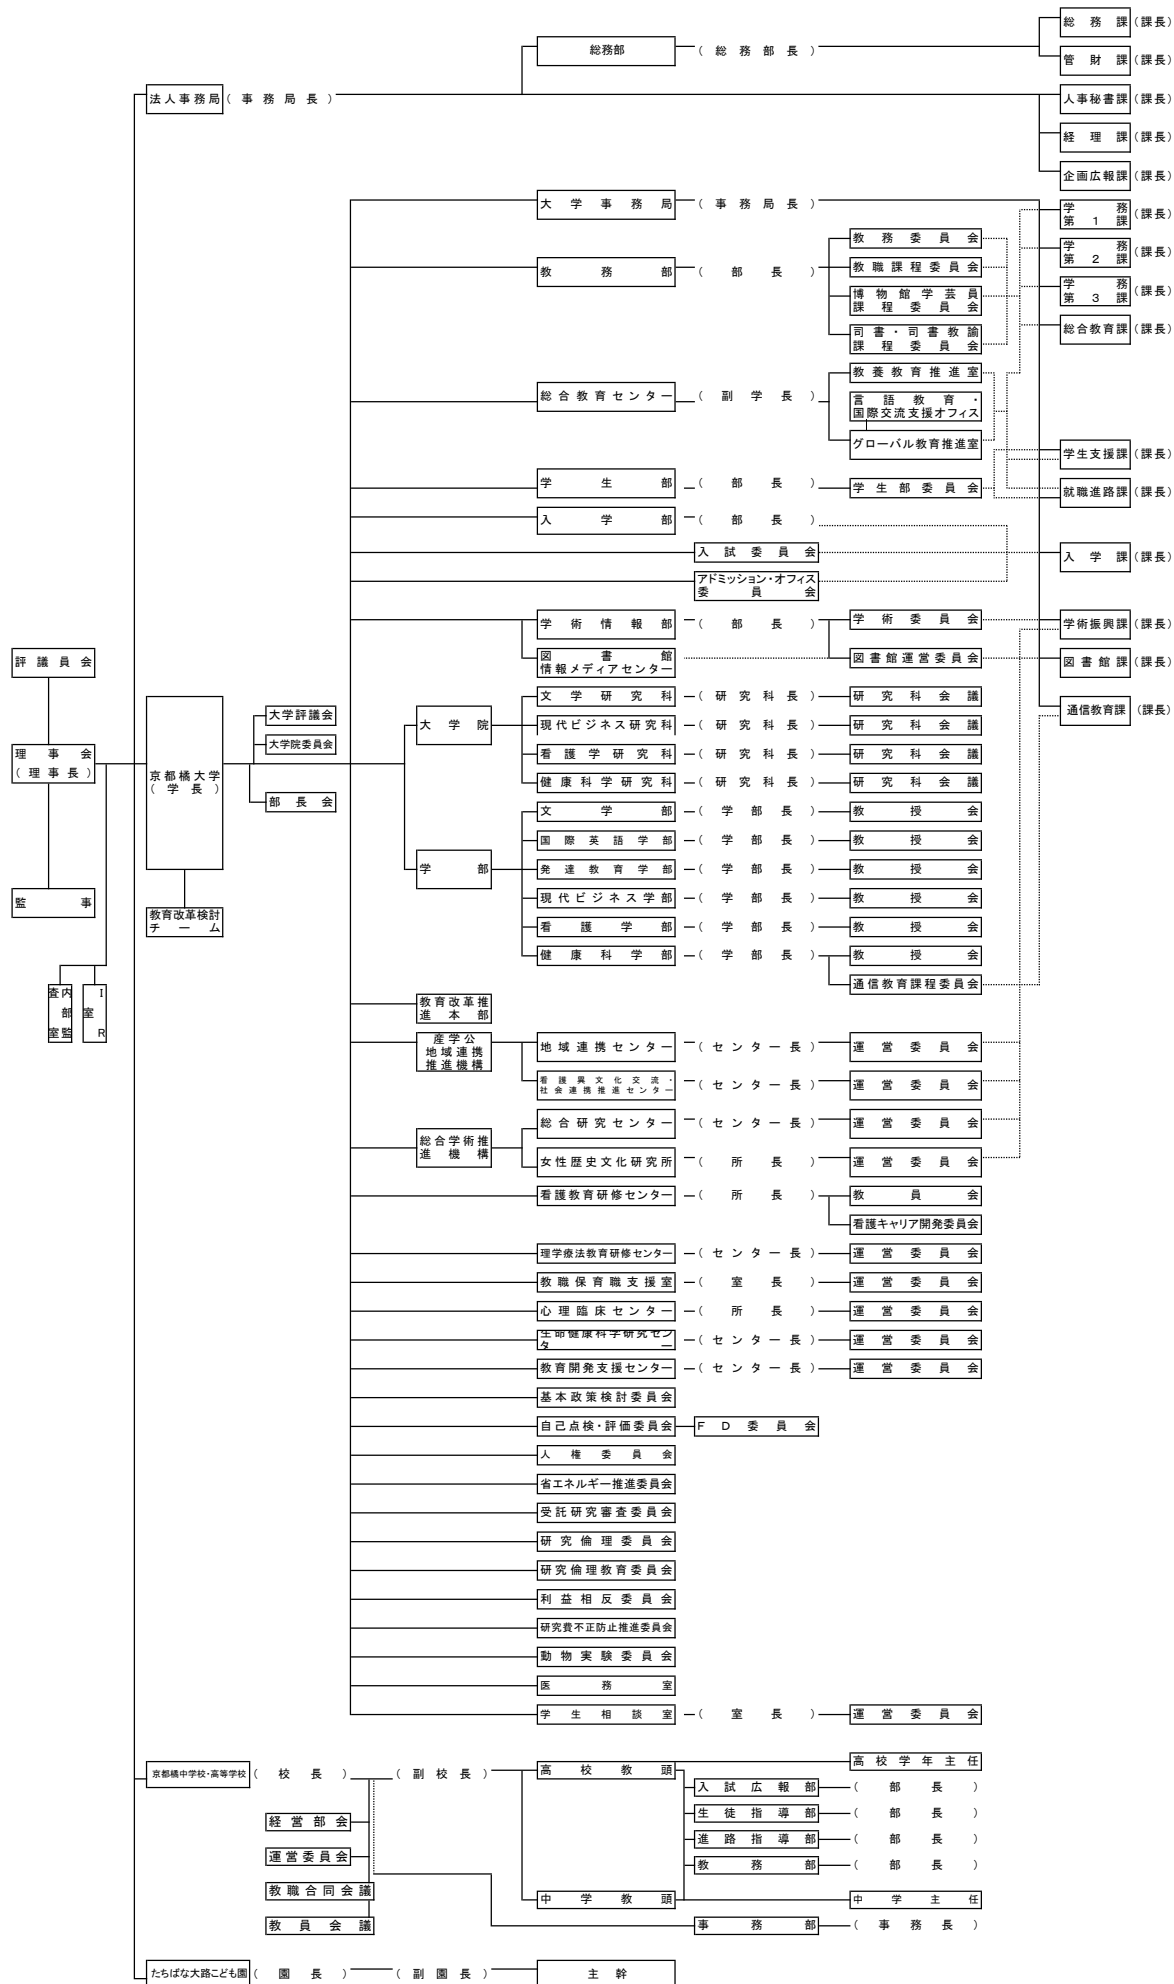 総務課 (課長)
総務部 (総務部長)
管財課 (課長)
法人事務局 (事務局長)
人事秘書課 (課長)
経理課 (課長)
企画広報課 (課長)
大学事務局 (事務局長)
学務
第1課 (課長)
教務委員会
学務
第2課 (課長)
教務部 (部長)
教職課程委員会
博物館学芸員
課程委員会
学務
第3課 (課長)
司書・司書教諭
課程委員会
総合教育課 (課長)
教養教育推進室
総合教育センター (副学長)
言語教育・
国際交流支援オフィス
グローバル教育推進室
学生支援課 (課長)
学生部 (部長) 学生部委員会
就職進路課 (課長)
入学部 (部長)
入試委員会
入学課 (課長)
アドミッション・オフィス
委員会
学術情報部 (部長) 学術委員会
学術振興課 (課長)
図書館
情報メディアセンター
図書館運営委員会
図書館課 (課長)
評議員会
理事会
(理事長)
監事
内部監査室
IR室
京都橘大学
(学長)
教育改革検討
チーム
大学評議会
大学院委員会
部長会
大学院
文学研究科 (研究科長) 研究科会議
現代ビジネス研究科 (研究科長) 研究科会議
通信教育課 (課長)
看護学研究科 (研究科長) 研究科会議
健康科学研究科 (研究科長) 研究科会議
学部
文学部 (学部長) 教授会
国際英語学部 (学部長) 教授会
発達教育学部 (学部長) 教授会
現代ビジネス学部 (学部長) 教授会
看護学部 (学部長) 教授会
健康科学部 (学部長) 教授会
通信教育課程委員会
教育改革推
進本部
産学公
地域連携
推進機構
地域連携センター (センター長) 運営委員会
看護異文化交流・
社会連携推進センター (センター長) 運営委員会
総合学術推
進機構
総合研究センター (センター長) 運営委員会
女性歴史文化研究所 (所長) 運営委員会
看護教育研修センター (所長) 教員会
看護キャリア開発委員会
理学療法教育研修センター (センター長) 運営委員会
教職保育職支援室 (室長) 運営委員会
心理臨床センター (所長) 運営委員会
生命健康科学研究セン
ター (センター長) 運営委員会
教育開発支援センター (センター長) 運営委員会
基本政策検討委員会
自己点検・評価委員会 FD委員会
人権委員会
省エネルギー推進委員会
受託研究審査委員会
研究倫理委員会
研究倫理教育委員会
利益相反委員会
研究費不正防止推進委員会
動物実験委員会
医務室
学生相談室 (室長) 運営委員会
京都橘中学校・高等学校 (校長) (副校長)
高校教頭
高校学年主任
入試広報部 (部長)
経営部会
生徒指導部 (部長)
運営委員会
進路指導部 (部長)
教務部 (部長)
教職合同会議
中学教頭
中学主任
教員会議
事務部 (事務長)
たちばな大路こども園 (園長) (副園長) 主幹